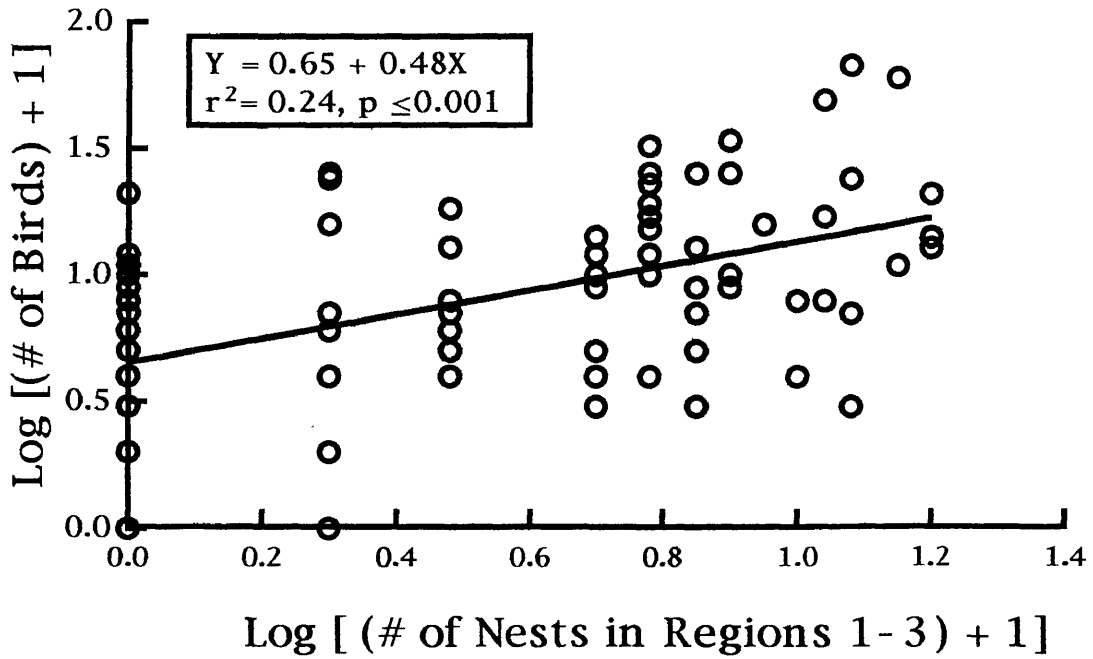 2.0
Y = 0.65 + 0.48X
r²= 0.24, p ≤0.001
1.5
1.0
0.5
0.0
Log [(# of Birds) + 1]
0.0 0.2 0.4 0.6 0.8 1.0 1.2 1.4
Log [ (# of Nests in Regions 1-3) + 1]